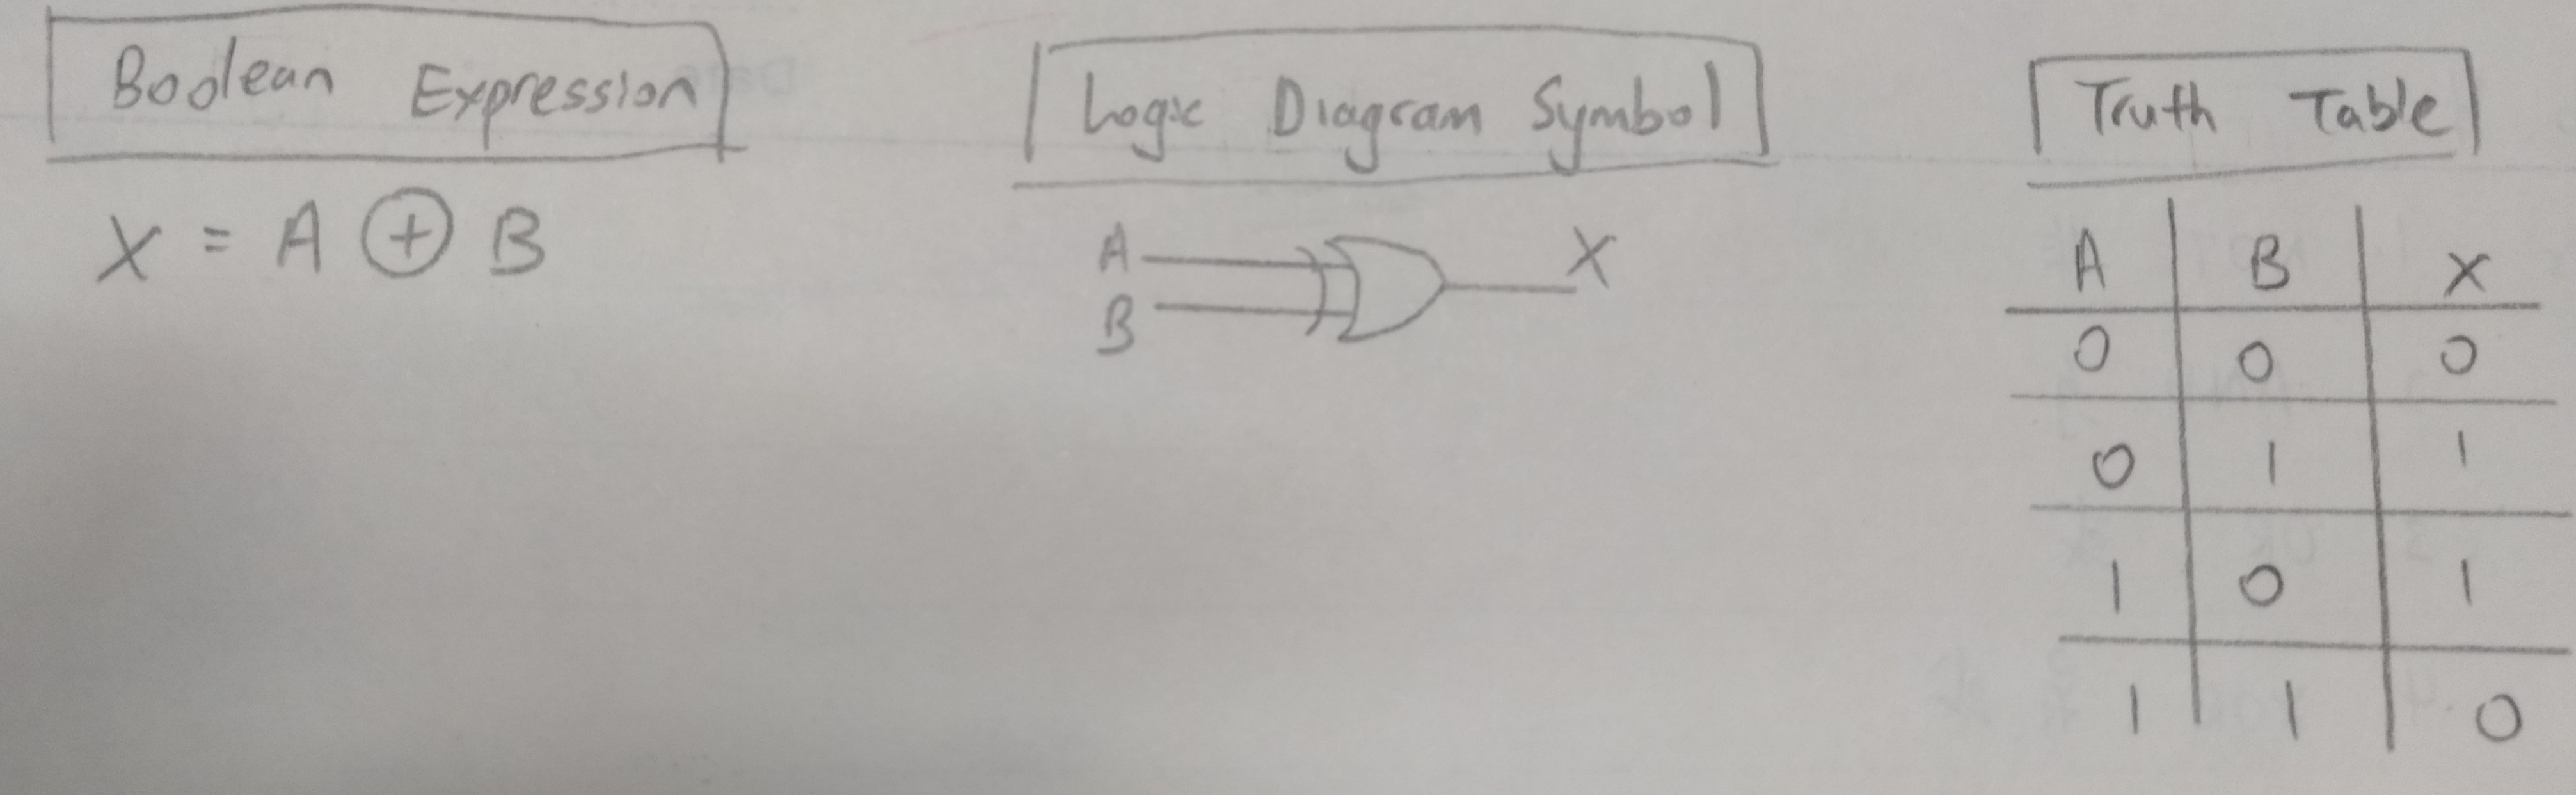 Boolean Expression
X = A ⊕ B
Logic Diagram Symbol
A
B
X
Truth Table
A B X
0 0 0
0 1 1
1 0 1
1 1 0